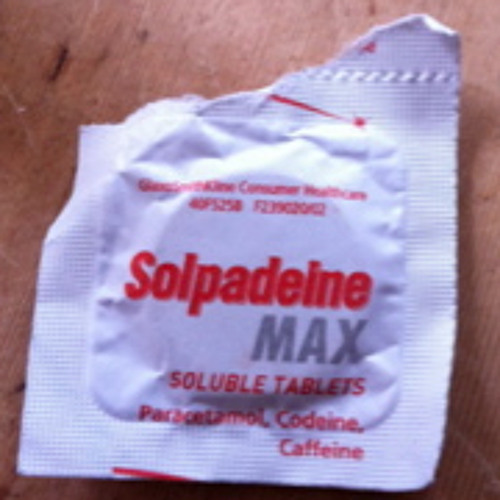 GlaxoSmithKline Consumer Healthcare
Solpadeine
MAX
SOLUBLE TABLETS
Paracetamol, Codeine,
Caffeine